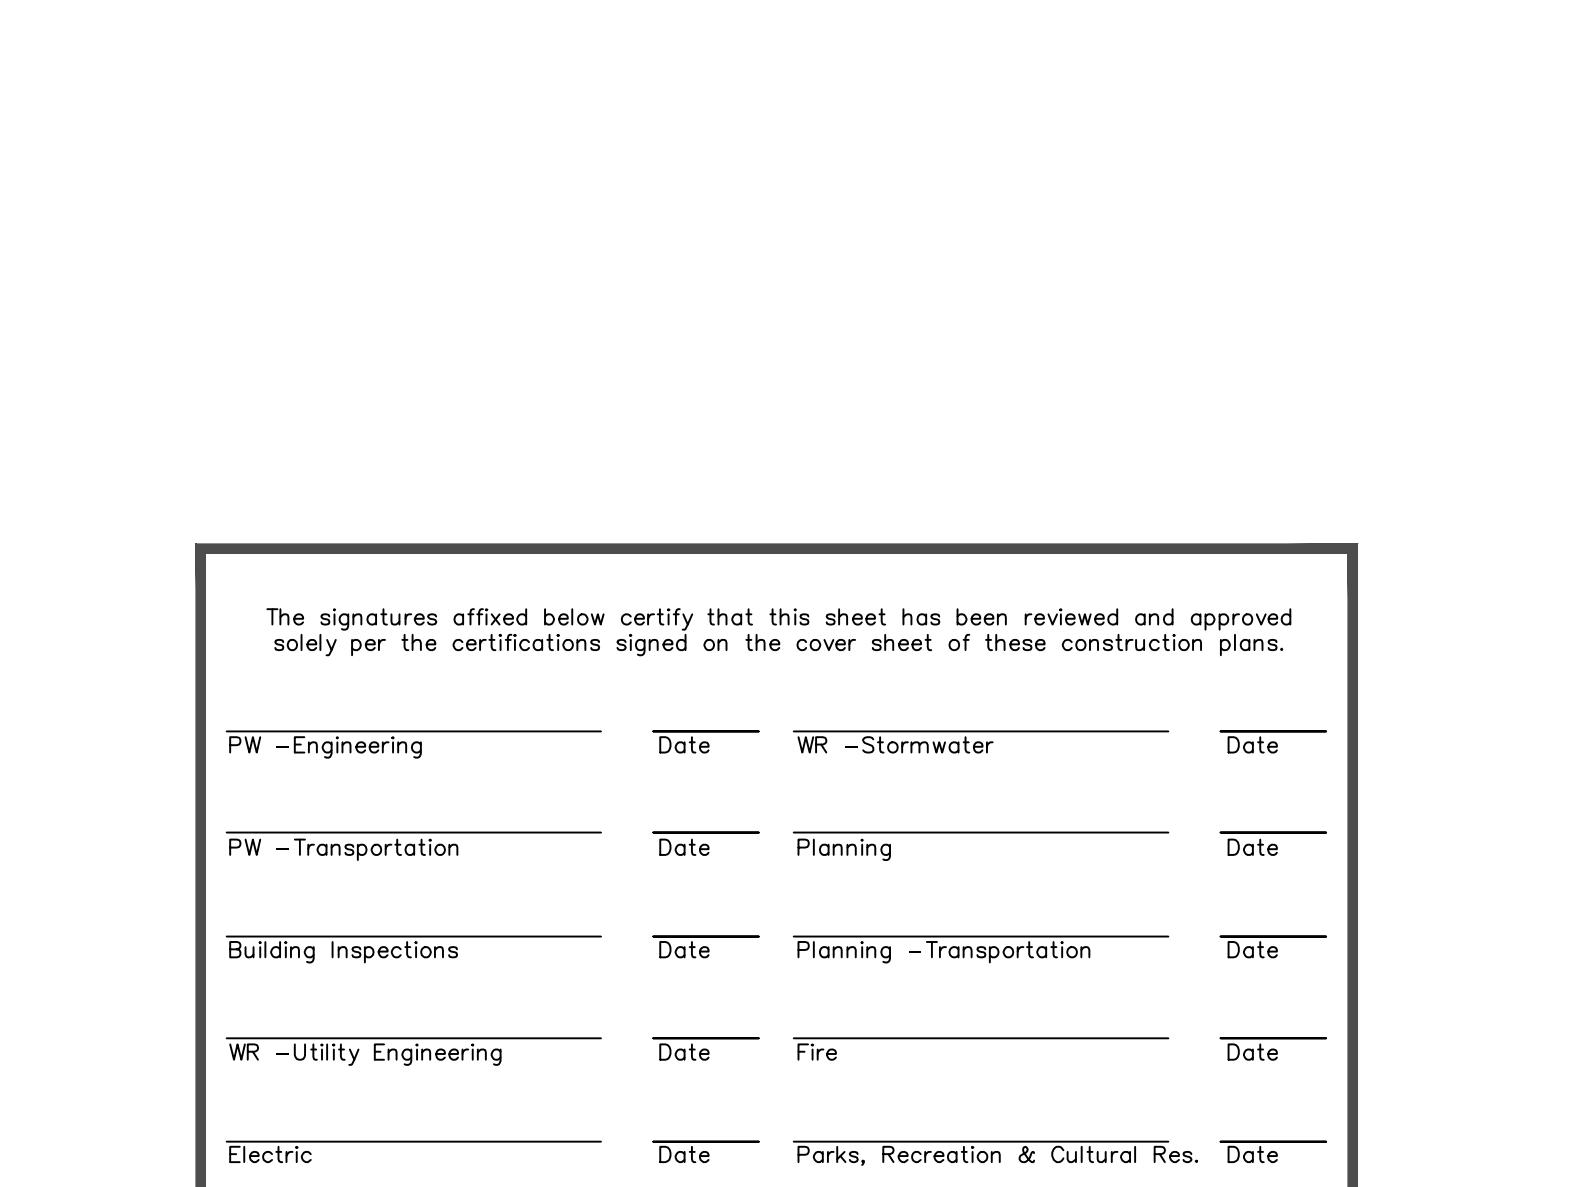 The signatures affixed below certify that this sheet has been reviewed and approved
solely per the certifications signed on the cover sheet of these construction plans.
PW -Engineering Date WR -Stormwater Date
PW -Transportation Date Planning Date
Building Inspections Date Planning -Transportation Date
WR -Utility Engineering Date Fire Date
Electric Date Parks, Recreation & Cultural Res. Date